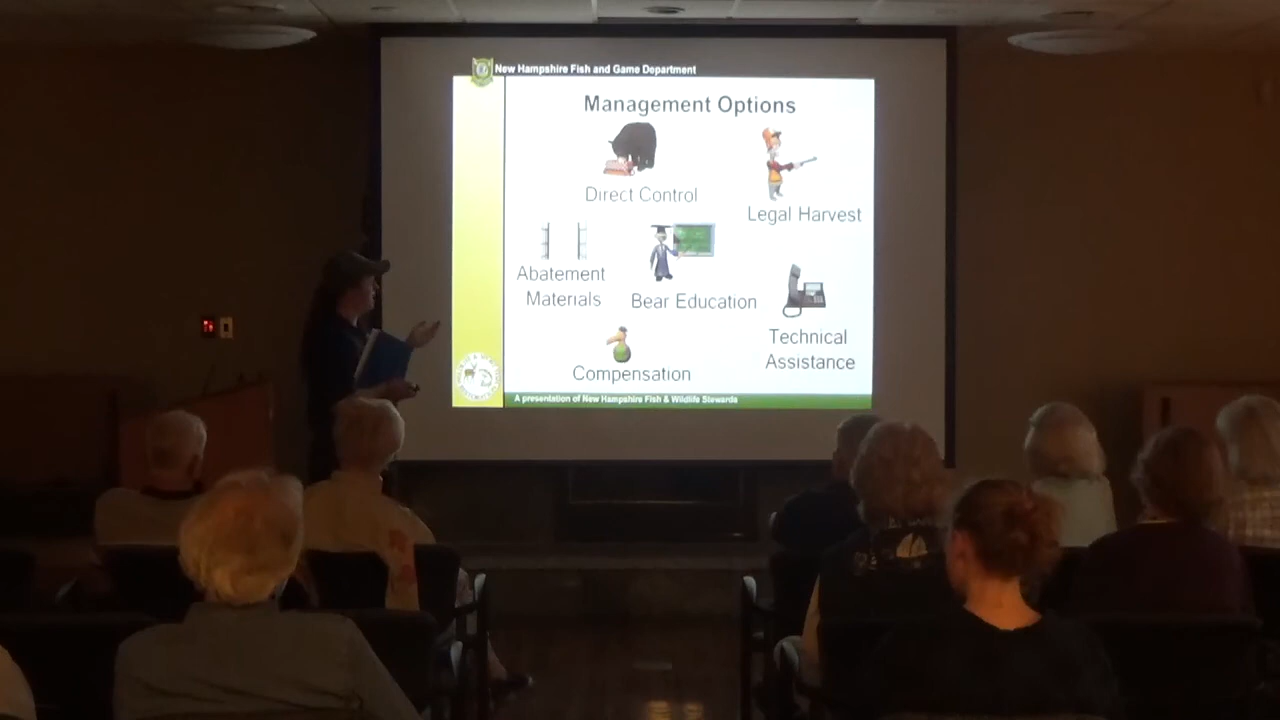 New Hampshire Fish and Game Department
Management Options
Direct Control
Legal Harvest
Abatement
Materials
Bear Education
Technical
Assistance
Compensation
A presentation of New Hampshire Fish & Wildlife Stewards